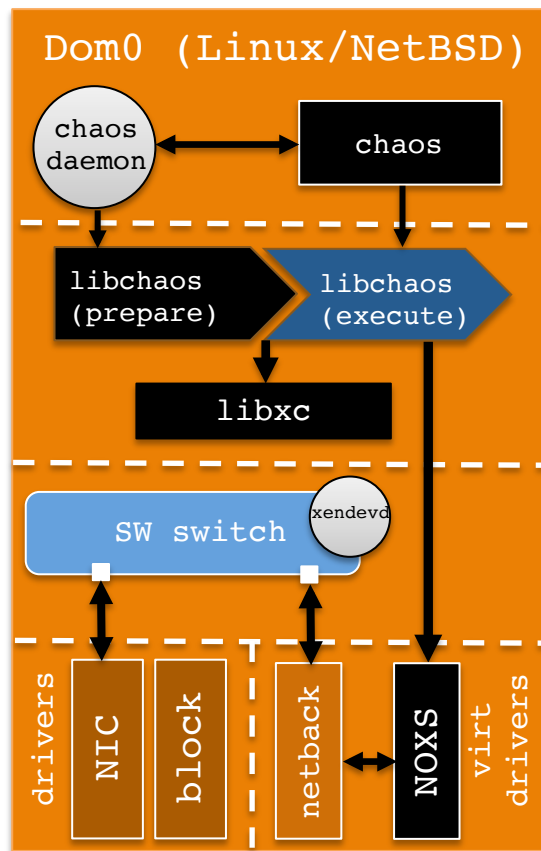 Dom0 (Linux/NetBSD)
chaos
daemon
chaos
libchaos
(prepare)
libchaos
(execute)
libxc
xendevd
SW switch
drivers
NIC
block
netback
NOXS
virt
drivers